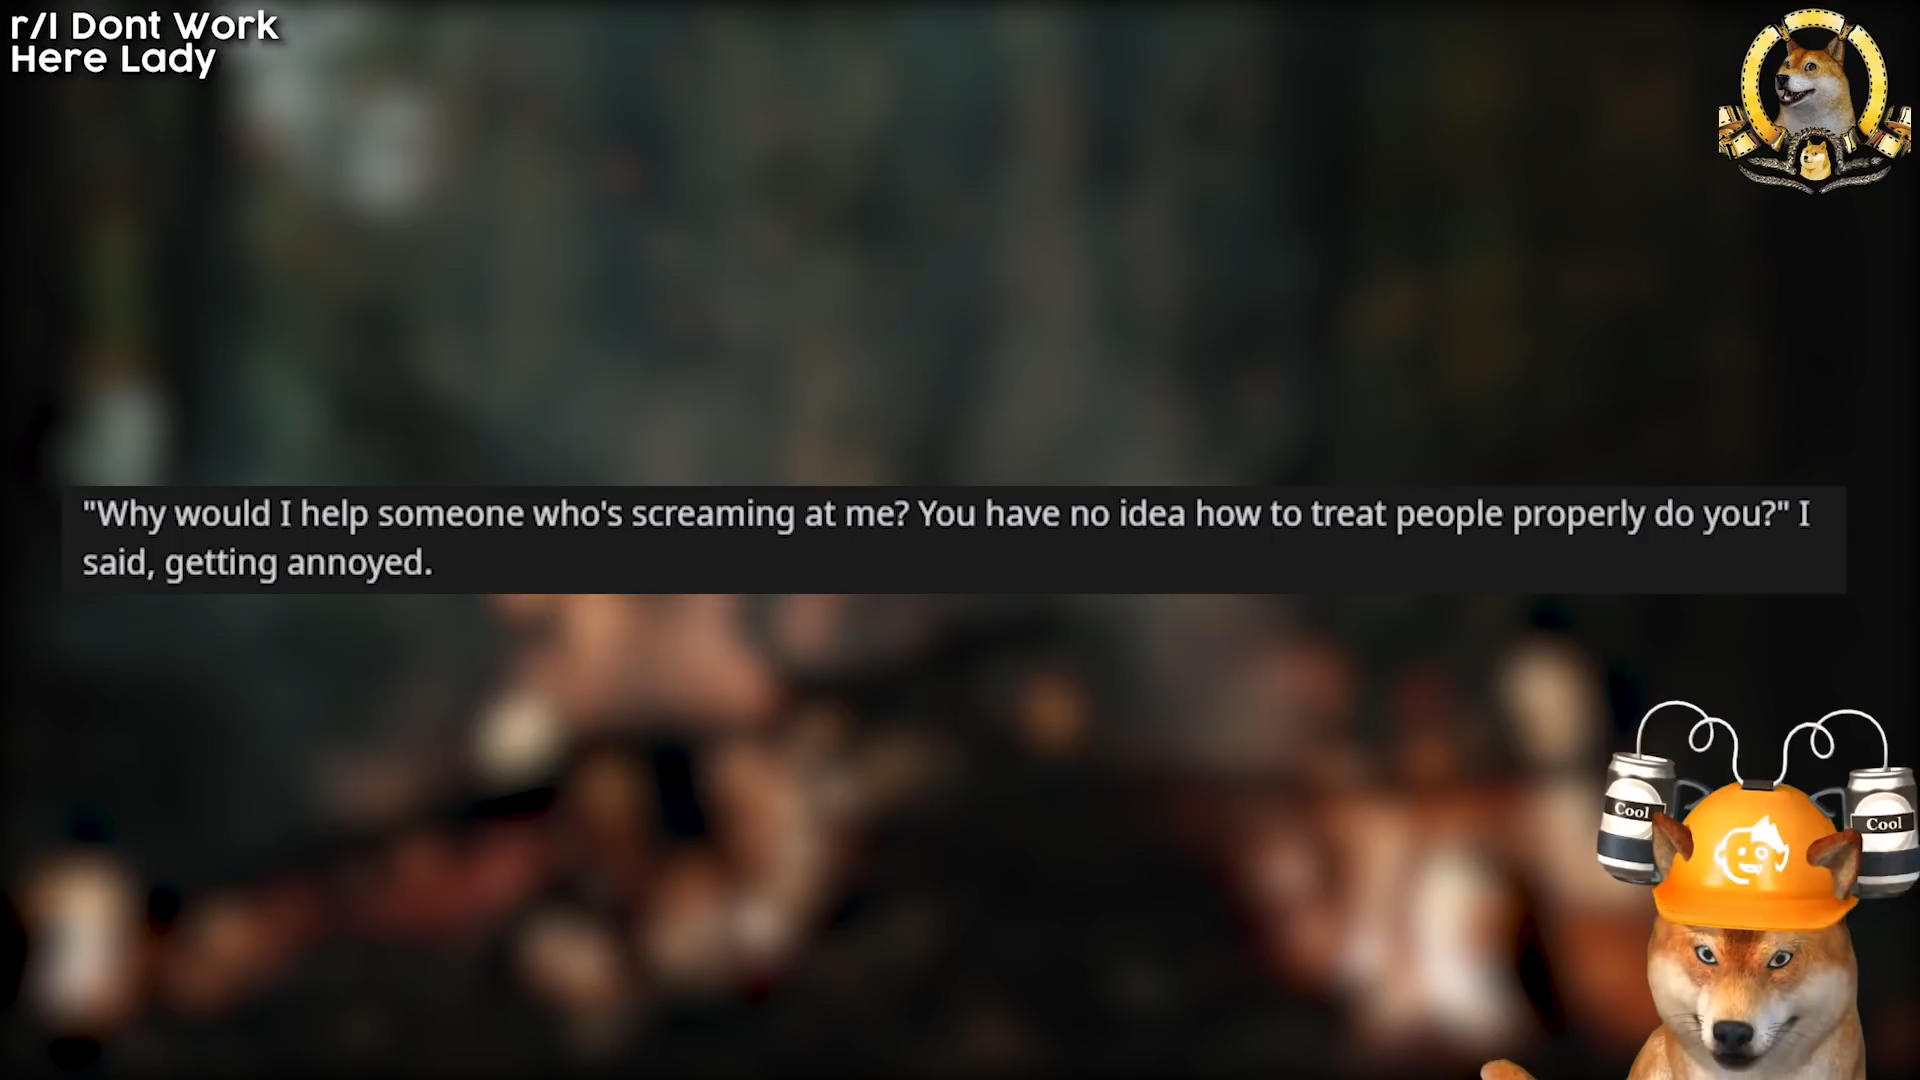 r/I Dont Work
Here Lady
"Why would I help someone who's screaming at me? You have no idea how to treat people properly do you?" I
said, getting annoyed.
Cool
Cool